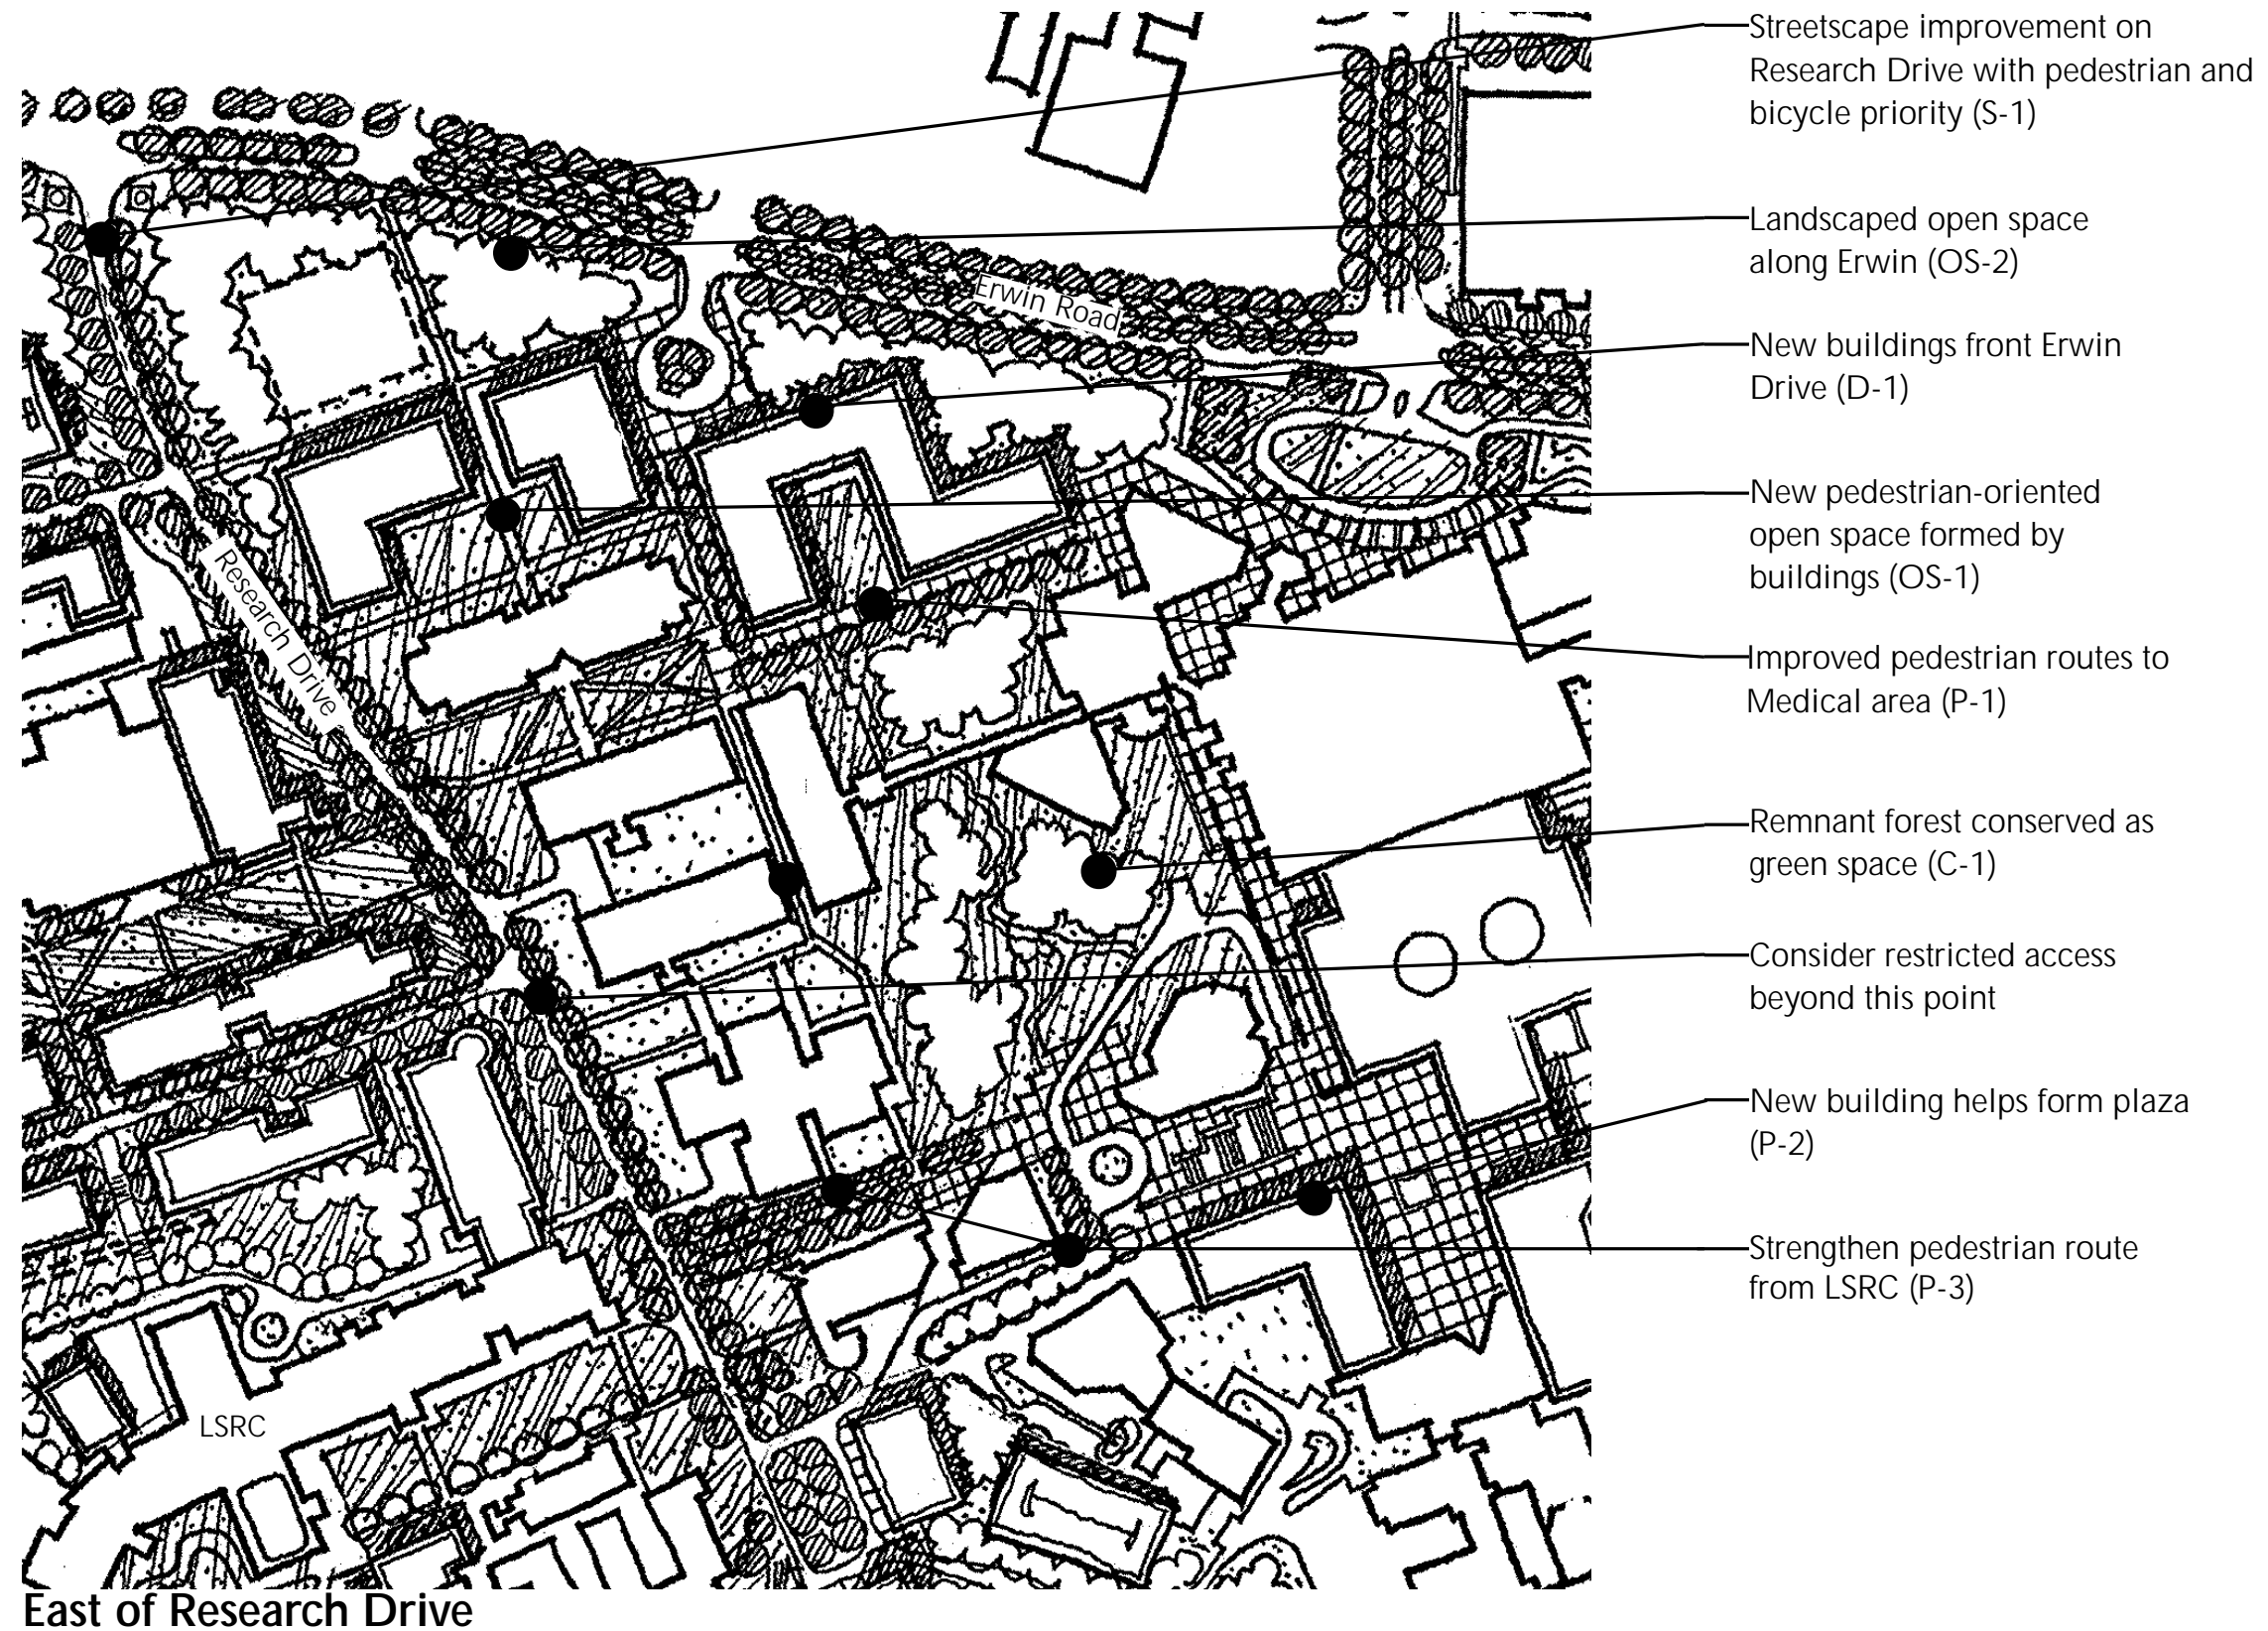 Streetscape improvement on
Research Drive with pedestrian and
bicycle priority (S-1)
Landscaped open space
along Erwin (OS-2)
Erwin Road
New buildings front Erwin
Drive (D-1)
New pedestrian-oriented
open space formed by
buildings (OS-1)
Research Drive
Improved pedestrian routes to
Medical area (P-1)
Remnant forest conserved as
green space (C-1)
Consider restricted access
beyond this point
New building helps form plaza
(P-2)
Strengthen pedestrian route
from LSRC (P-3)
LSRC
East of Research Drive